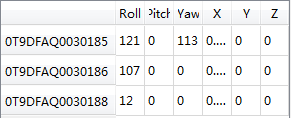 Roll Pitch Yaw X Y Z
0T9DFAQ0030185 121 0 113 0.... 0 0
0T9DFAQ0030186 107 0 0 0.... 0 0
0T9DFAQ0030188 12 0 0 0.... 0 0